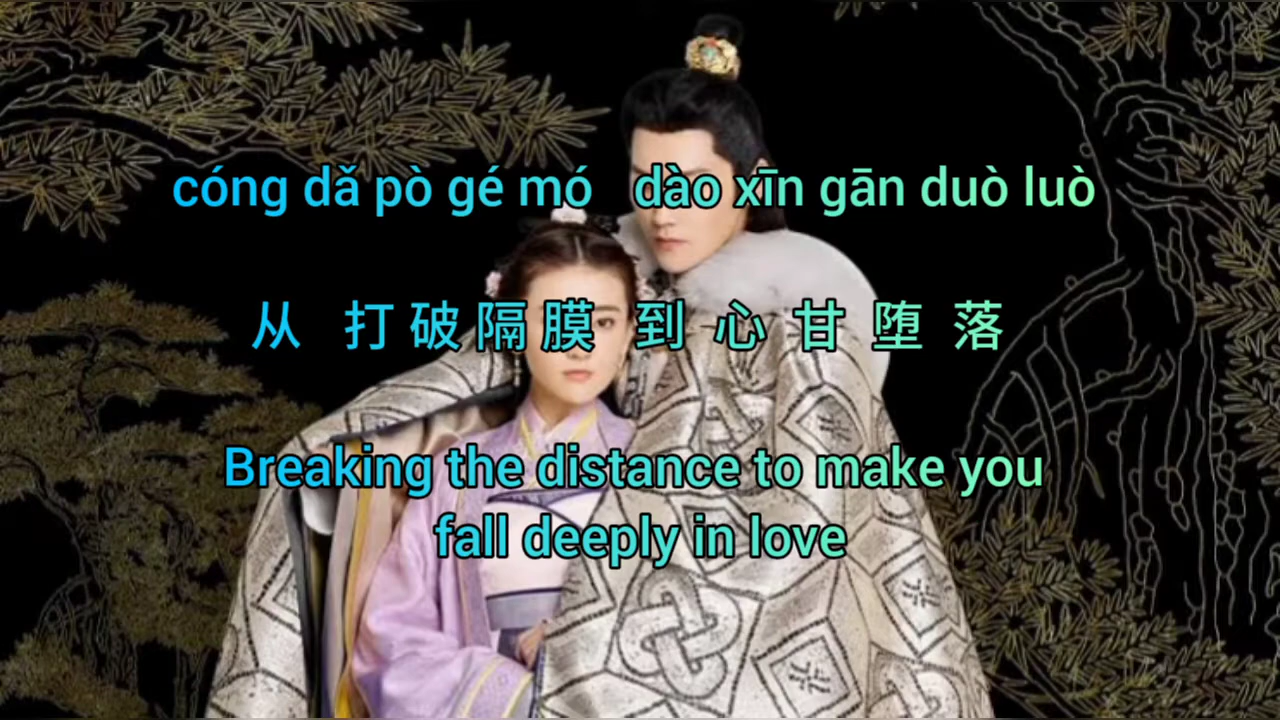 cóng dǎ pò gé mó dào xīn gān duò luò
从 打破隔膜 到 心 甘 堕 落
Breaking the distance to make you
fall deeply in love